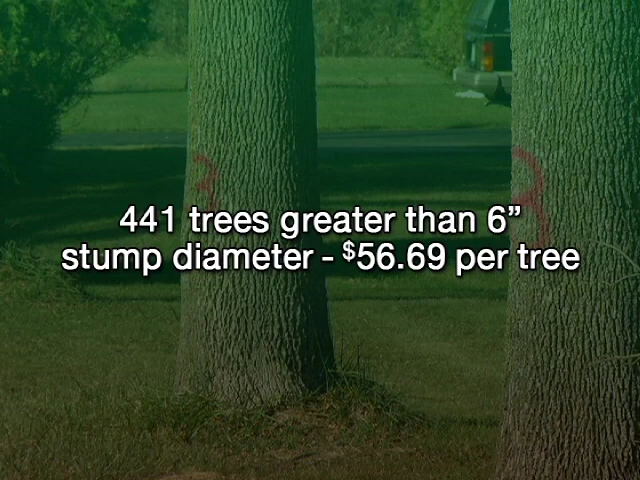 441 trees greater than 6”
stump diameter - $56.69 per tree